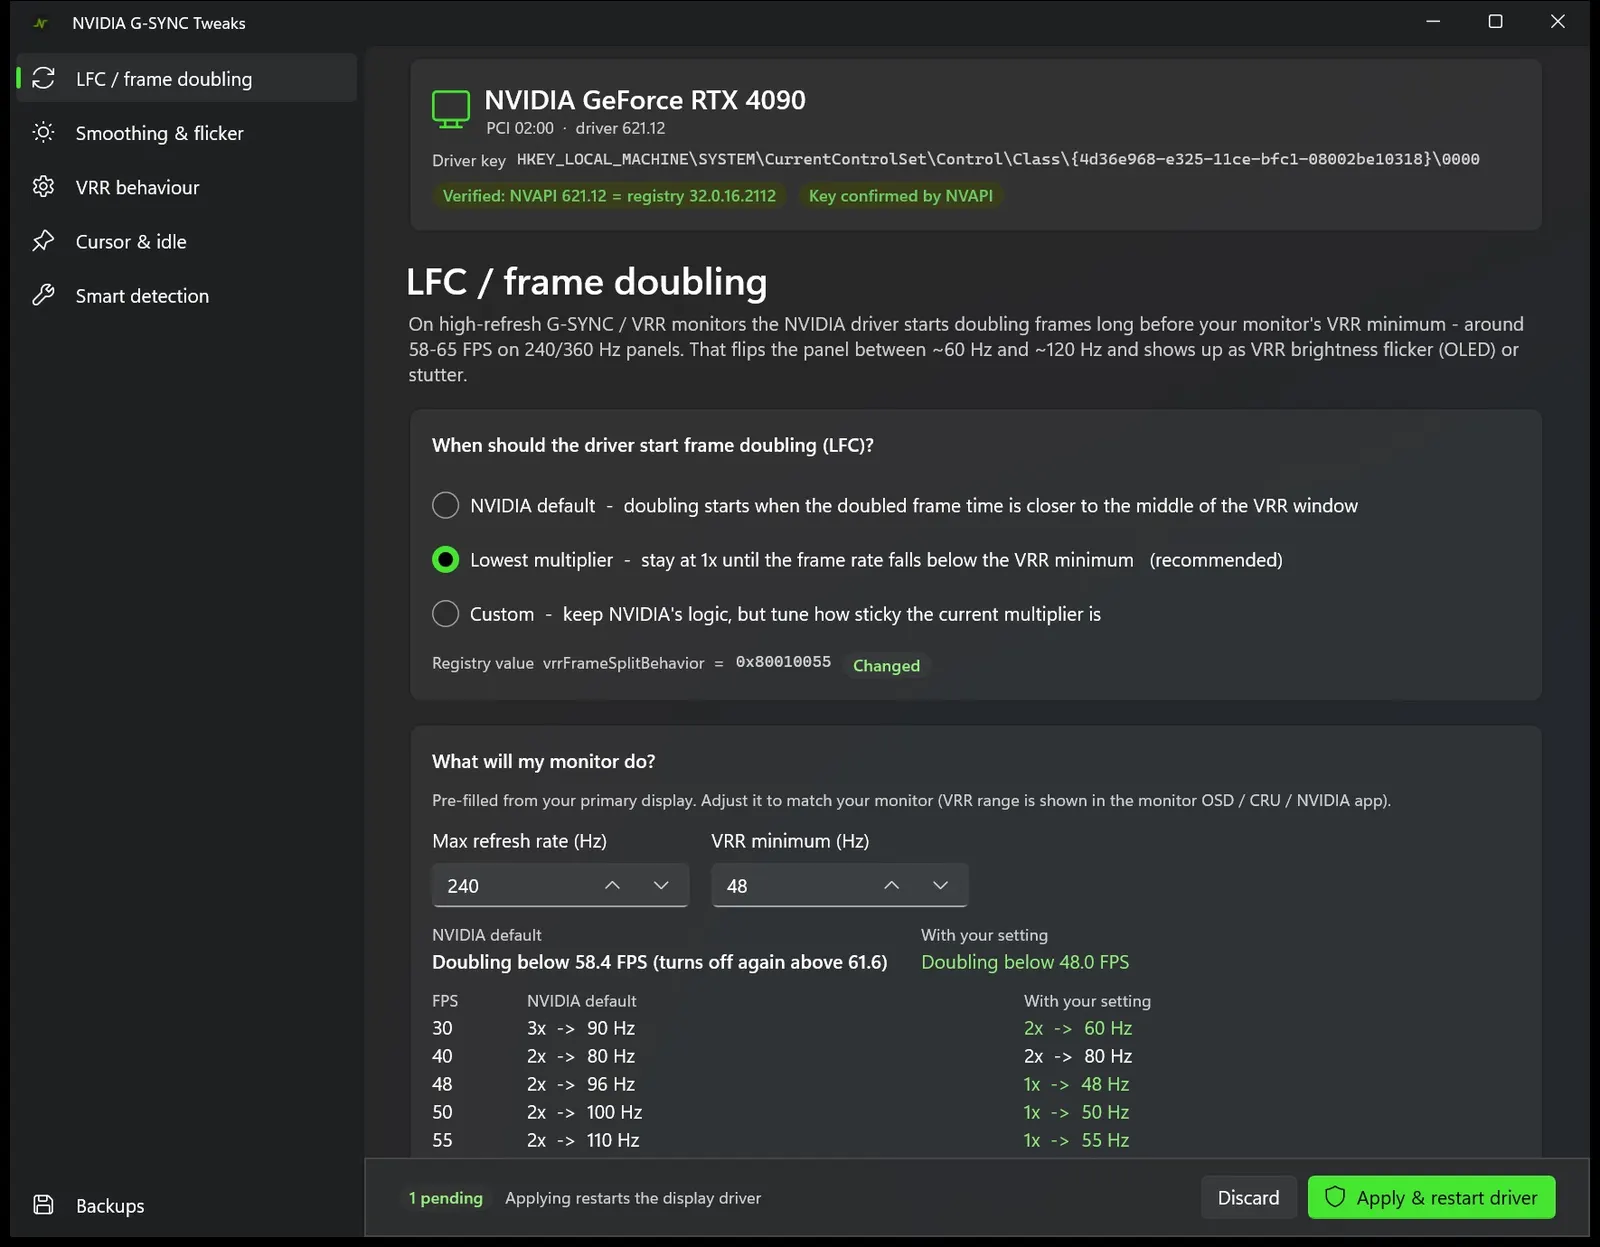 NVIDIA G-SYNC Tweaks
LFC / frame doubling
Smoothing & flicker
VRR behaviour
Cursor & idle
Smart detection
Backups
NVIDIA GeForce RTX 4090
PCI 02:00 · driver 621.12
Driver key HKEY_LOCAL_MACHINE\SYSTEM\CurrentControlSet\Control\Class\{4d36e968-e325-11ce-bfc1-08002be10318}\0000
Verified: NVAPI 621.12 = registry 32.0.16.2112 Key confirmed by NVAPI
LFC / frame doubling
On high-refresh G-SYNC / VRR monitors the NVIDIA driver starts doubling frames long before your monitor's VRR minimum - around
58-65 FPS on 240/360 Hz panels. That flips the panel between ~60 Hz and ~120 Hz and shows up as VRR brightness flicker (OLED) or
stutter.
When should the driver start frame doubling (LFC)?
NVIDIA default - doubling starts when the doubled frame time is closer to the middle of the VRR window
Lowest multiplier - stay at 1x until the frame rate falls below the VRR minimum (recommended)
Custom - keep NVIDIA's logic, but tune how sticky the current multiplier is
Registry value vrrFrameSplitBehavior = 0x80010055 Changed
What will my monitor do?
Pre-filled from your primary display. Adjust it to match your monitor (VRR range is shown in the monitor OSD / CRU / NVIDIA app).
Max refresh rate (Hz) VRR minimum (Hz)
240 48
NVIDIA default With your setting
Doubling below 58.4 FPS (turns off again above 61.6) Doubling below 48.0 FPS
FPS NVIDIA default With your setting
30 3x -> 90 Hz 2x -> 60 Hz
40 2x -> 80 Hz 2x -> 80 Hz
48 2x -> 96 Hz 1x -> 48 Hz
50 2x -> 100 Hz 1x -> 50 Hz
55 2x -> 110 Hz 1x -> 55 Hz
1 pending Applying restarts the display driver Discard Apply & restart driver